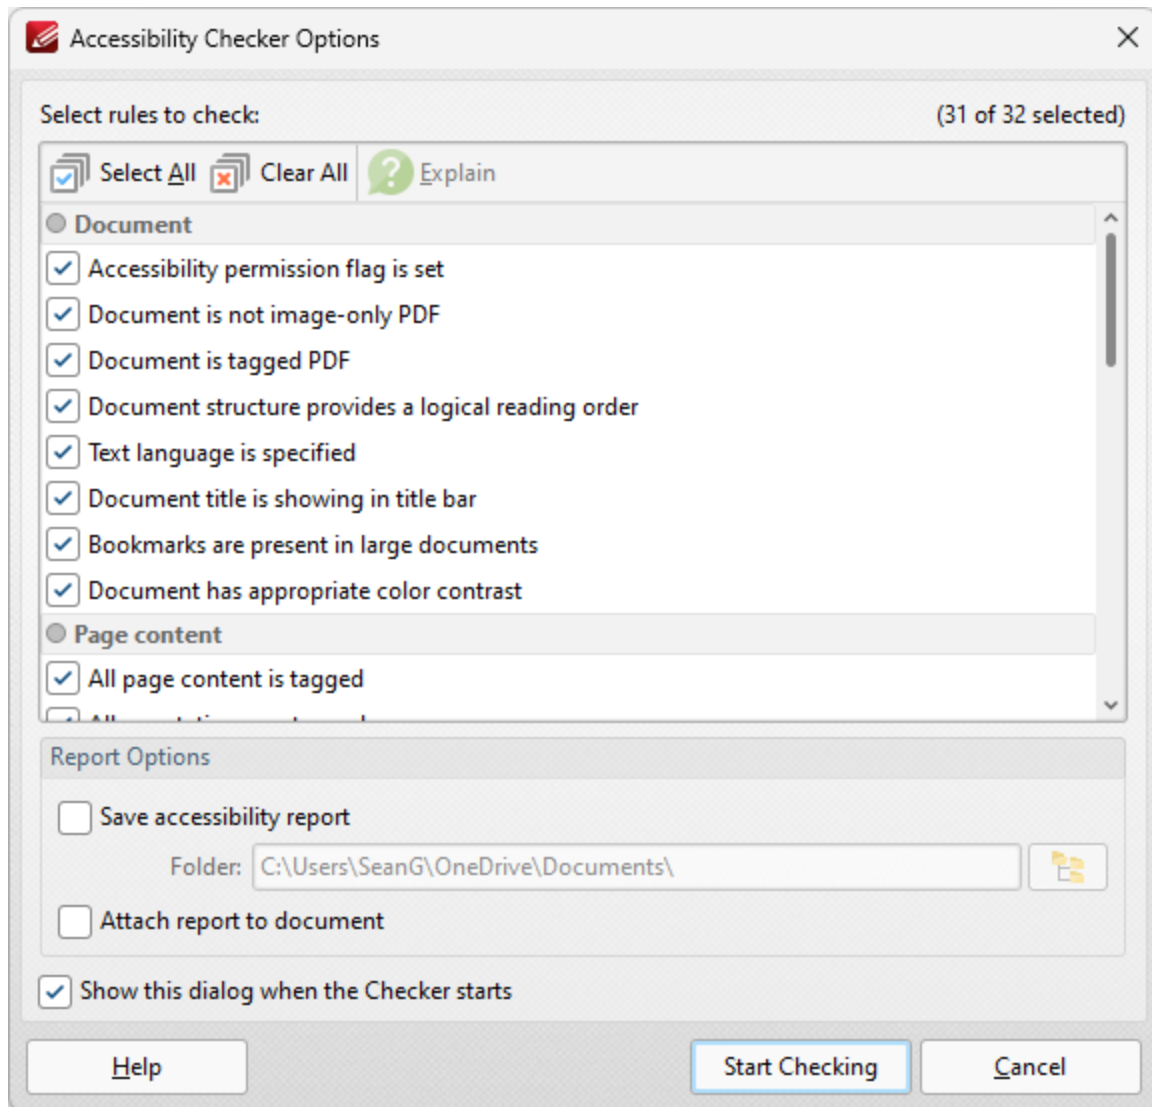 Accessibility Checker Options
Select rules to check: (31 of 32 selected)
Select All Clear All Explain
Document
Accessibility permission flag is set
Document is not image-only PDF
Document is tagged PDF
Document structure provides a logical reading order
Text language is specified
Document title is showing in title bar
Bookmarks are present in large documents
Document has appropriate color contrast
Page content
All page content is tagged
Report Options
Save accessibility report
Folder: C:\Users\SeanG\OneDrive\Documents\
Attach report to document
Show this dialog when the Checker starts
Help Start Checking Cancel